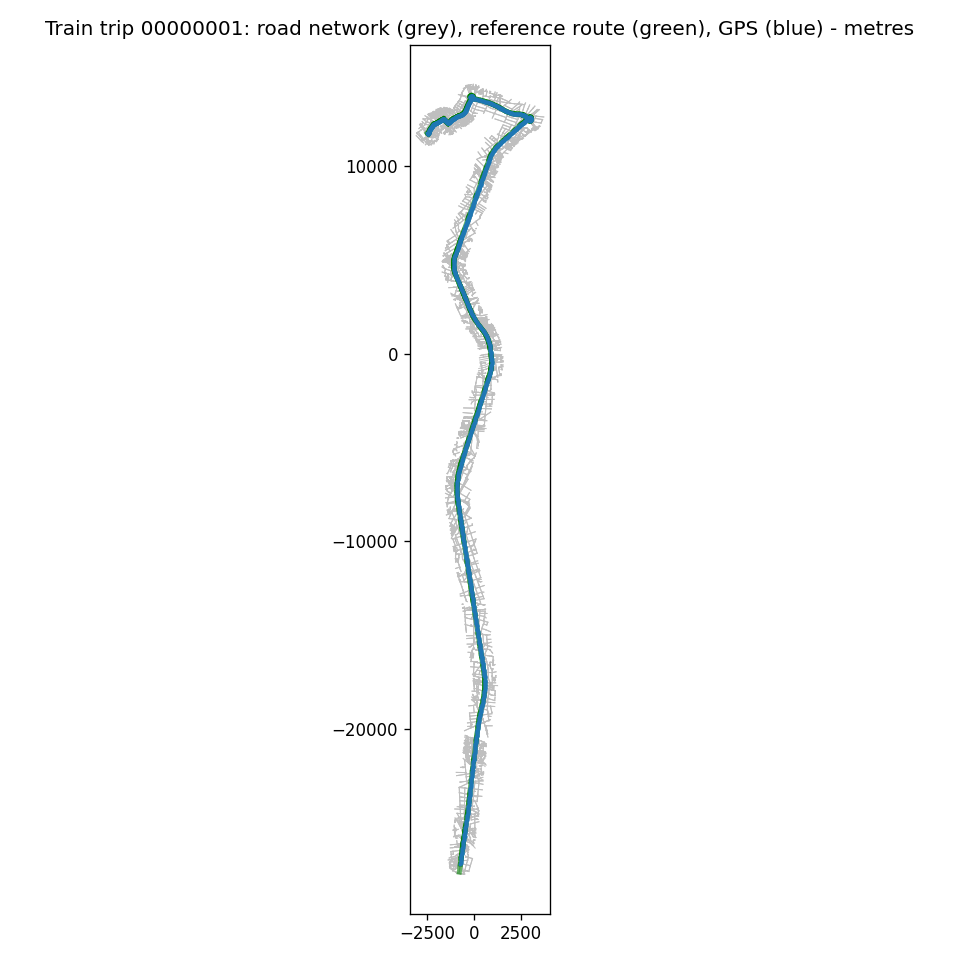 Train trip 00000001: road network (grey), reference route (green), GPS (blue) - metres
10000
0
−10000
−20000
−2500 0 2500